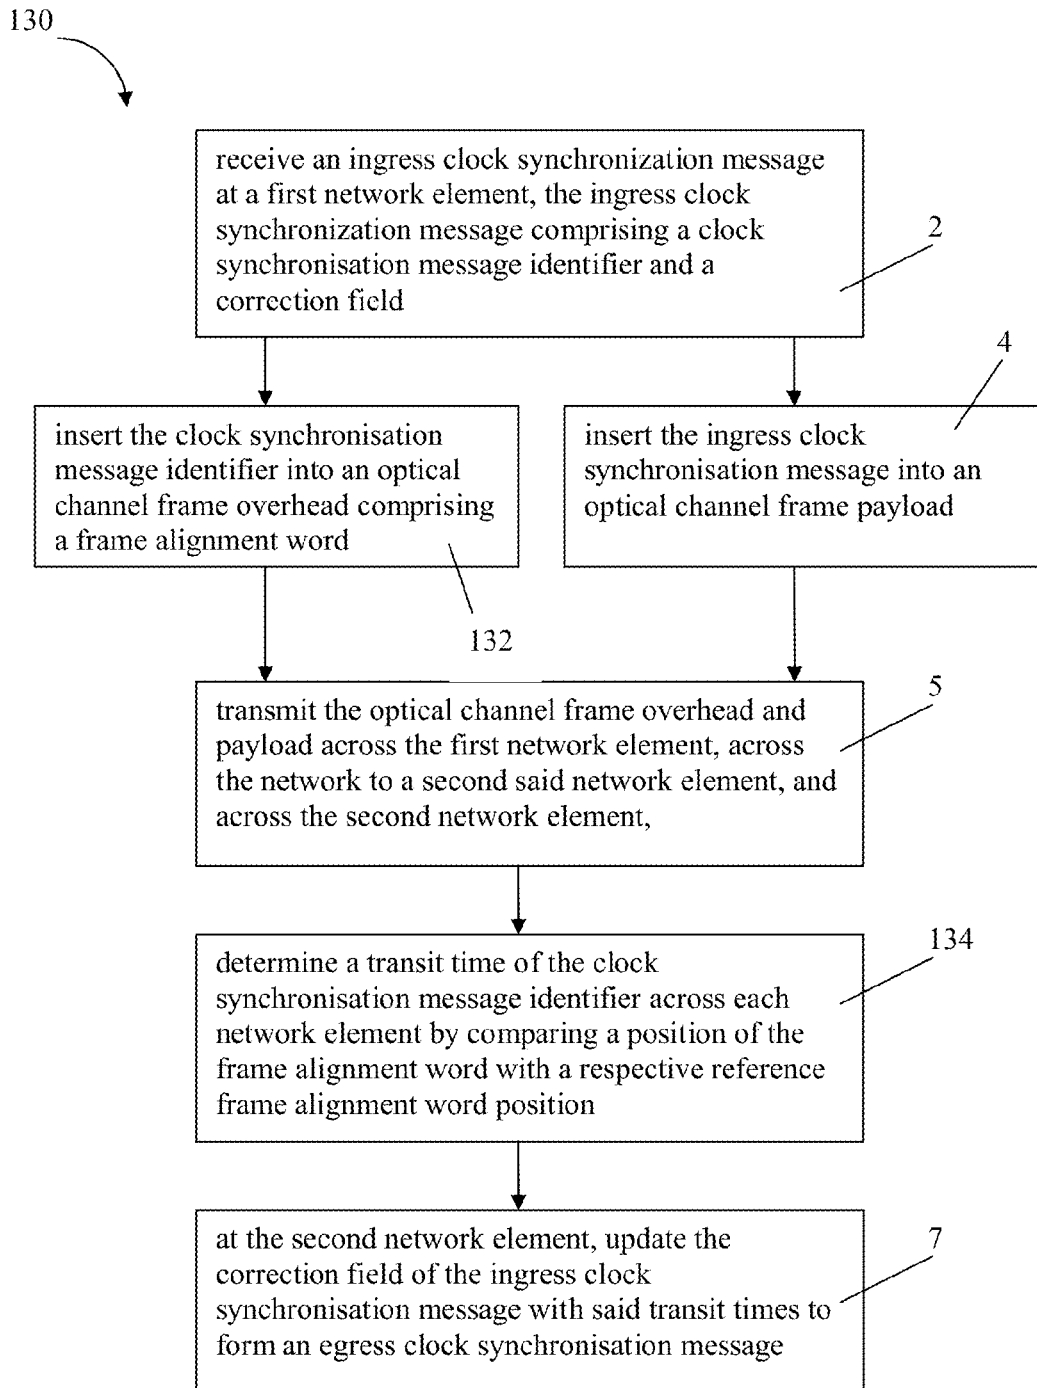 130
receive an ingress clock synchronization message
at a first network element, the ingress clock
synchronization message comprising a clock
synchronisation message identifier and a
correction field
2
4
insert the clock synchronisation
message identifier into an optical
channel frame overhead comprising
a frame alignment word
132
insert the ingress clock
synchronisation message into an
optical channel frame payload
5
transmit the optical channel frame overhead and
payload across the first network element, across
the network to a second said network element, and
across the second network element,
134
determine a transit time of the clock
synchronisation message identifier across each
network element by comparing a position of the
frame alignment word with a respective reference
frame alignment word position
7
at the second network element, update the
correction field of the ingress clock
synchronisation message with said transit times to
form an egress clock synchronisation message